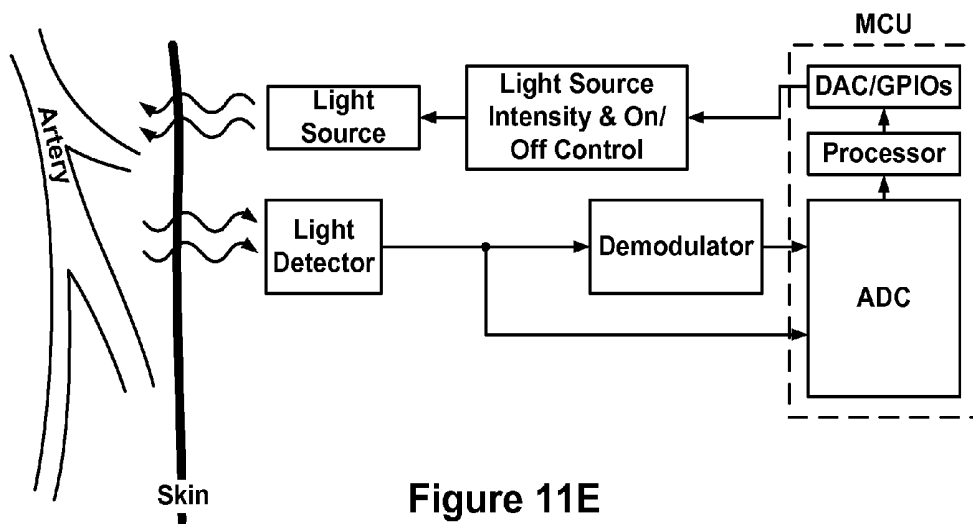 MCU
Artery
Light
Source
Light Source
Intensity & On/
Off Control
DAC/GPIOs
Processor
Light
Detector
Demodulator
ADC
Skin
Figure 11E